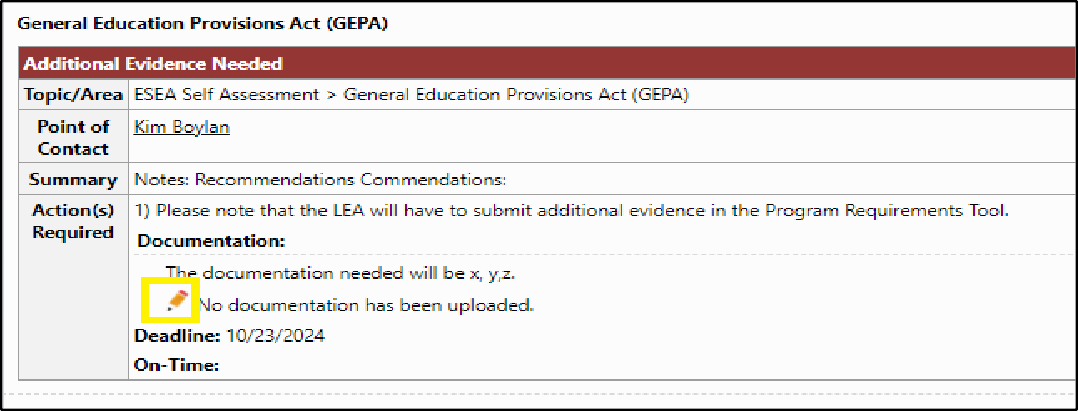 General Education Provisions Act (GEPA)
Additional Evidence Needed
Topic/Area ESEA Self Assessment > General Education Provisions Act (GEPA)
Point of Contact Kim Boylan
Summary Notes: Recommendations Commendations:
Action(s) Required 1) Please note that the LEA will have to submit additional evidence in the Program Requirements Tool.
Documentation:
The documentation needed will be x, y,z.
No documentation has been uploaded.
Deadline: 10/23/2024
On-Time: